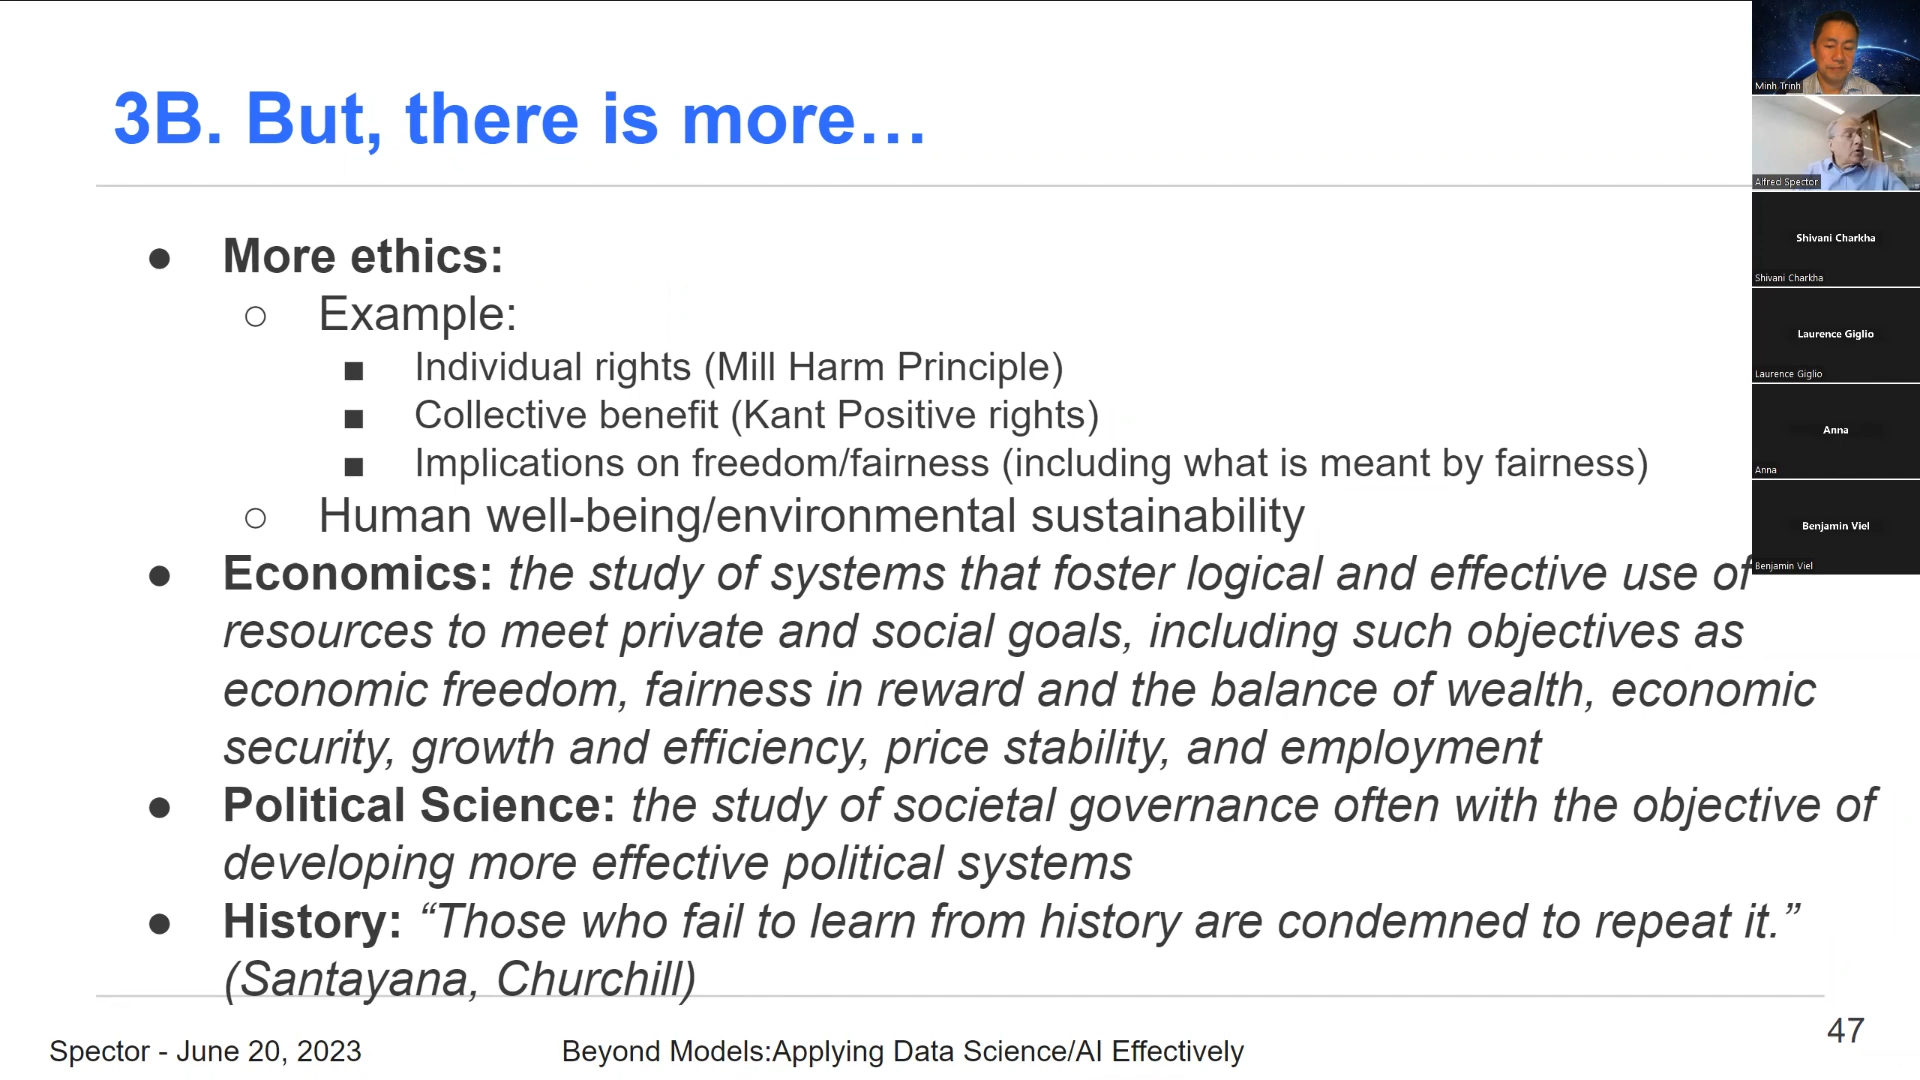 3B. But, there is more…
● More ethics:
○ Example:
■ Individual rights (Mill Harm Principle)
■ Collective benefit (Kant Positive rights)
■ Implications on freedom/fairness (including what is meant by fairness)
○ Human well-being/environmental sustainability
● Economics: the study of systems that foster logical and effective use of
resources to meet private and social goals, including such objectives as
economic freedom, fairness in reward and the balance of wealth, economic
security, growth and efficiency, price stability, and employment
● Political Science: the study of societal governance often with the objective of
developing more effective political systems
● History: “Those who fail to learn from history are condemned to repeat it.”
(Santayana, Churchill)
47
Spector - June 20, 2023
Beyond Models:Applying Data Science/AI Effectively
Minh Trinh
Alfred Spector
Shivani Charkha
Shivani Charkha
Laurence Giglio
Laurence Giglio
Anna
Anna
Benjamin Viel
Benjamin Viel